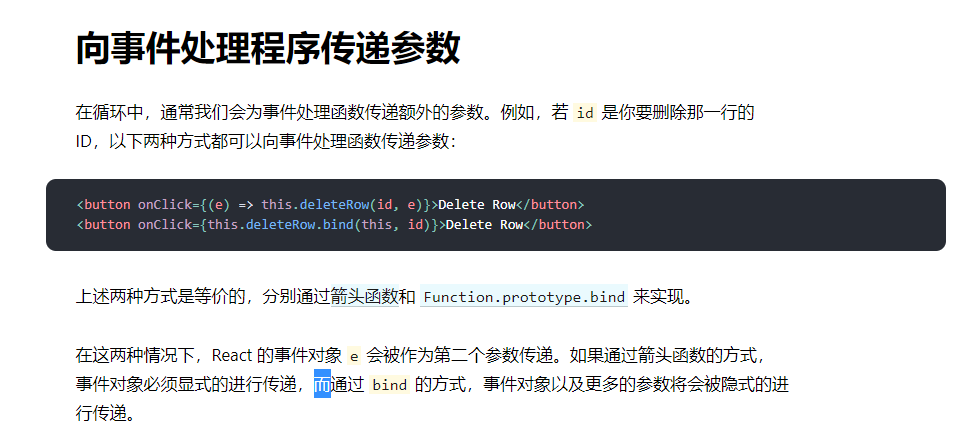 向事件处理程序传递参数
在循环中，通常我们会为事件处理函数传递额外的参数。例如，若 id 是你要删除那一行的
ID，以下两种方式都可以向事件处理函数传递参数：
<button onClick={(e) => this.deleteRow(id, e)}>Delete Row</button>
<button onClick={this.deleteRow.bind(this, id)}>Delete Row</button>
上述两种方式是等价的，分别通过箭头函数和 Function.prototype.bind 来实现。
在这两种情况下，React 的事件对象 e 会被作为第二个参数传递。如果通过箭头函数的方式，
事件对象必须显式的进行传递，而通过 bind 的方式，事件对象以及更多的参数将会被隐式的进
行传递。